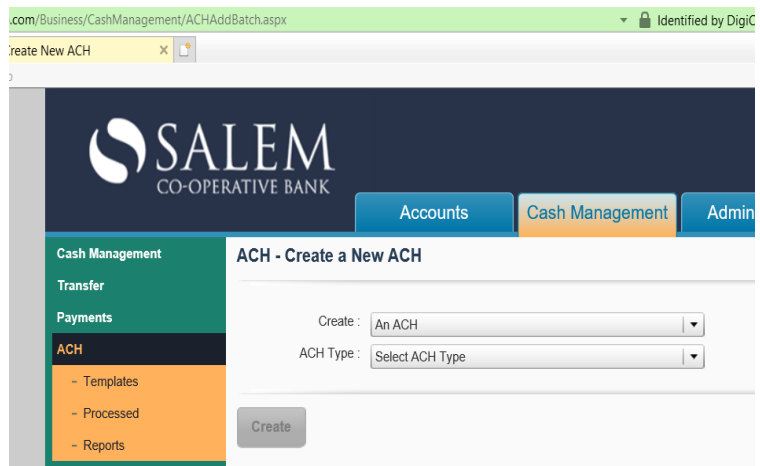 .com/Business/CashManagement/ACHAddBatch.aspx Identified by DigiC
Create New ACH
SALEM
CO-OPERATIVE BANK
Accounts Cash Management Admin
Cash Management
Transfer
Payments
ACH
- Templates
- Processed
- Reports
ACH - Create a New ACH
Create : An ACH
ACH Type : Select ACH Type
Create